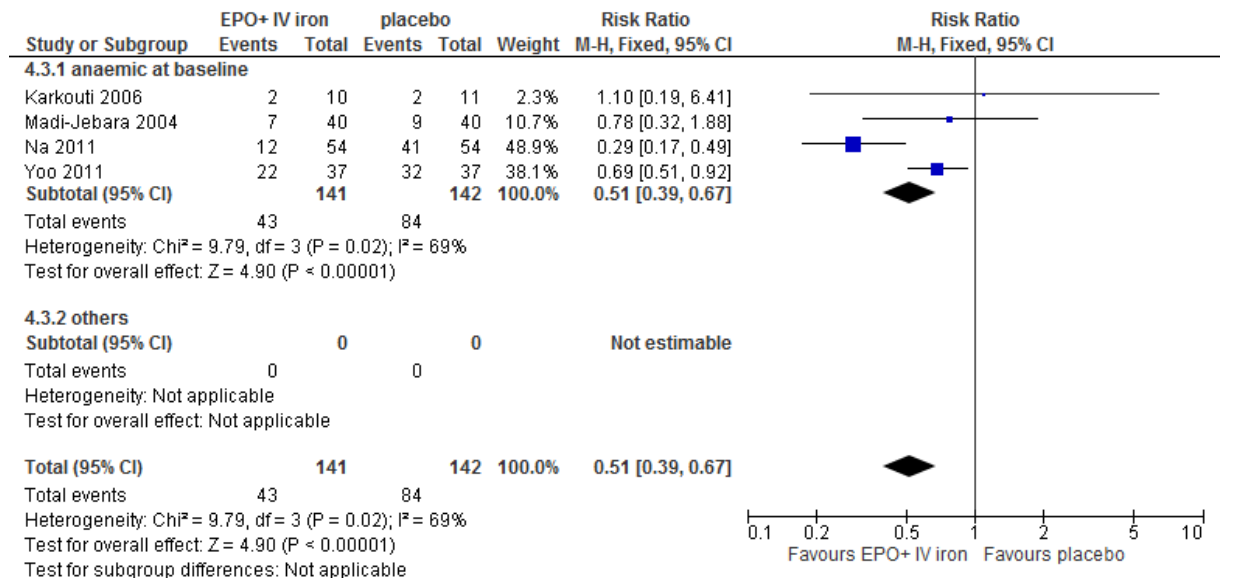 EPO+ IV iron placebo Risk Ratio Risk Ratio
Study or Subgroup Events Total Events Total Weight M-H, Fixed, 95% CI M-H, Fixed, 95% CI
4.3.1 anaemic at baseline
Karkouti 2006 2 10 2 11 2.3% 1.10 [0.19, 6.41]
Madi-Jebara 2004 7 40 9 40 10.7% 0.78 [0.32, 1.88]
Na 2011 12 54 41 54 48.9% 0.29 [0.17, 0.49]
Yoo 2011 22 37 32 37 38.1% 0.69 [0.51, 0.92]
Subtotal (95% CI) 141 142 100.0% 0.51 [0.39, 0.67]
Total events 43 84
Heterogeneity: Chi² = 9.79, df = 3 (P = 0.02); I² = 69%
Test for overall effect: Z = 4.90 (P < 0.00001)
4.3.2 others
Subtotal (95% CI) 0 0 Not estimable
Total events 0 0
Heterogeneity: Not applicable
Test for overall effect: Not applicable
Total (95% CI) 141 142 100.0% 0.51 [0.39, 0.67]
Total events 43 84
Heterogeneity: Chi² = 9.79, df = 3 (P = 0.02); I² = 69%
Test for overall effect: Z = 4.90 (P < 0.00001)
Test for subgroup differences: Not applicable
0.1 0.2 0.5 1 2 5 10
Favours EPO+ IV iron Favours placebo